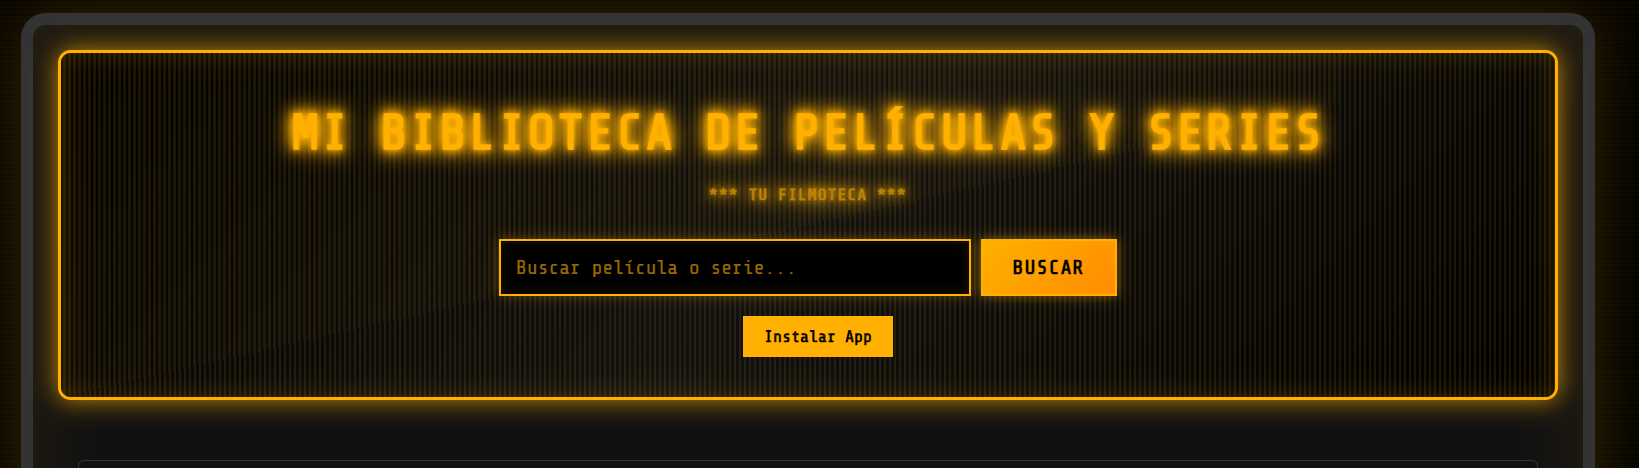 MI BIBLIOTECA DE PELÍCULAS Y SERIES
*** TU FILMOTECA ***
Buscar película o serie...
BUSCAR
Instalar App